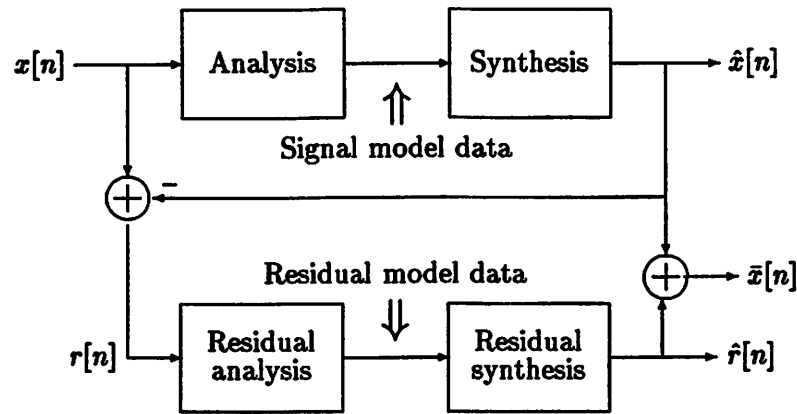 x[n]
Analysis
Synthesis
x̂[n]
Signal model data
+
−
Residual model data
+
x̄[n]
r[n]
Residual
analysis
Residual
synthesis
r̂[n]